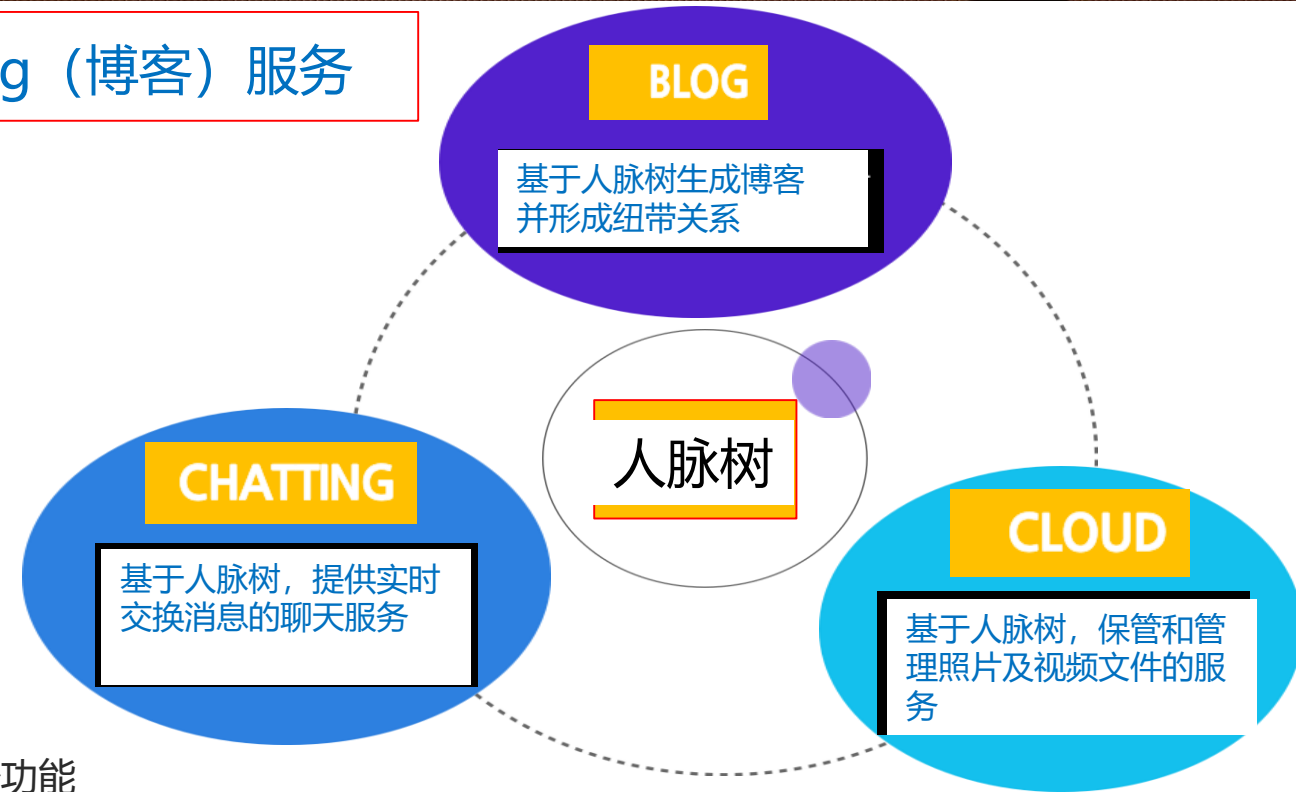 g（博客）服务
BLOG
基于人脉树生成博客
并形成纽带关系
人脉树
CHATTING
基于人脉树，提供实时
交换消息的聊天服务
CLOUD
基于人脉树，保管和管
理照片及视频文件的服
务
功能